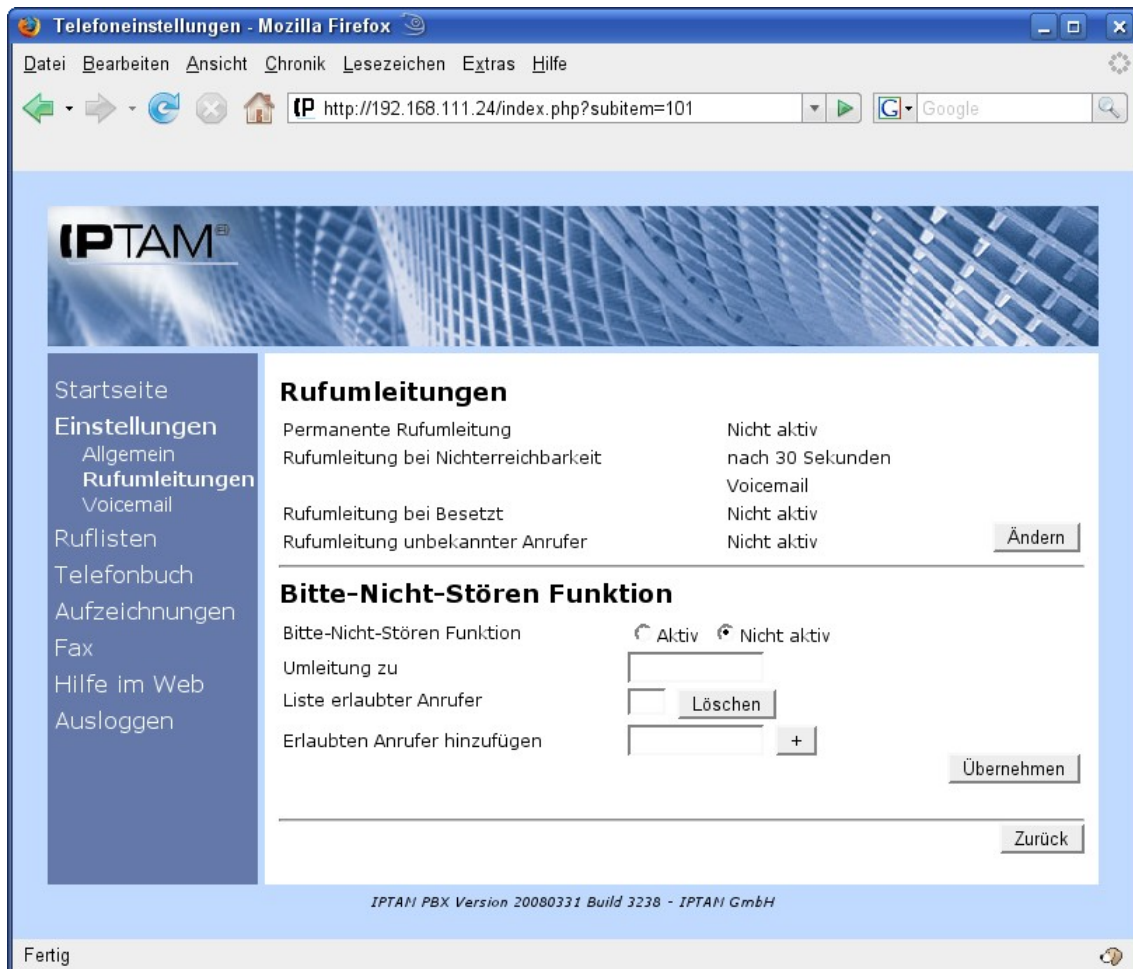 Telefoneinstellungen - Mozilla Firefox
Datei Bearbeiten Ansicht Chronik Lesezeichen Extras Hilfe
http://192.168.111.24/index.php?subitem=101
G Google
IPTAM®
Startseite
Einstellungen
Allgemein
Rufumleitungen
Voicemail
Ruflisten
Telefonbuch
Aufzeichnungen
Fax
Hilfe im Web
Ausloggen
Rufumleitungen
Permanente Rufumleitung Nicht aktiv
Rufumleitung bei Nichterreichbarkeit nach 30 Sekunden
Voicemail
Rufumleitung bei Besetzt Nicht aktiv
Rufumleitung unbekannter Anrufer Nicht aktiv Ändern
Bitte-Nicht-Stören Funktion
Bitte-Nicht-Stören Funktion Aktiv Nicht aktiv
Umleitung zu
Liste erlaubter Anrufer Löschen
Erlaubten Anrufer hinzufügen +
Übernehmen
Zurück
IPTAM PBX Version 20080331 Build 3238 - IPTAM GmbH
Fertig